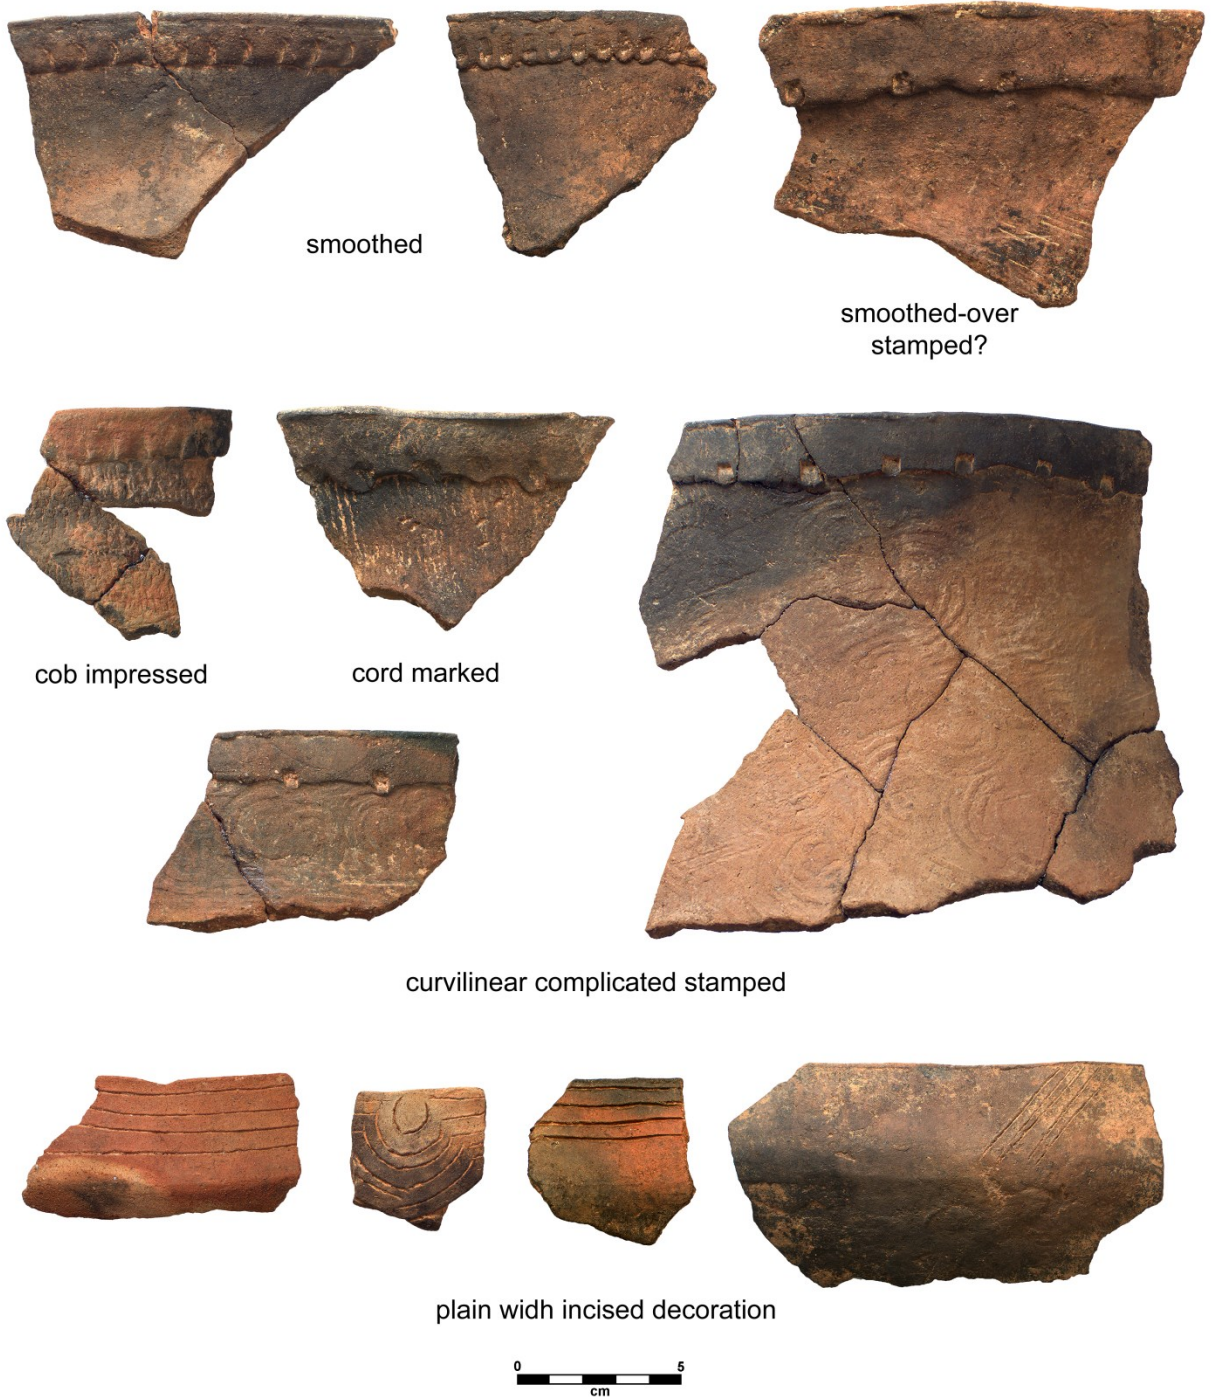 smoothed
smoothed-over
stamped?
cob impressed
cord marked
curvilinear complicated stamped
plain widh incised decoration
0 5
cm